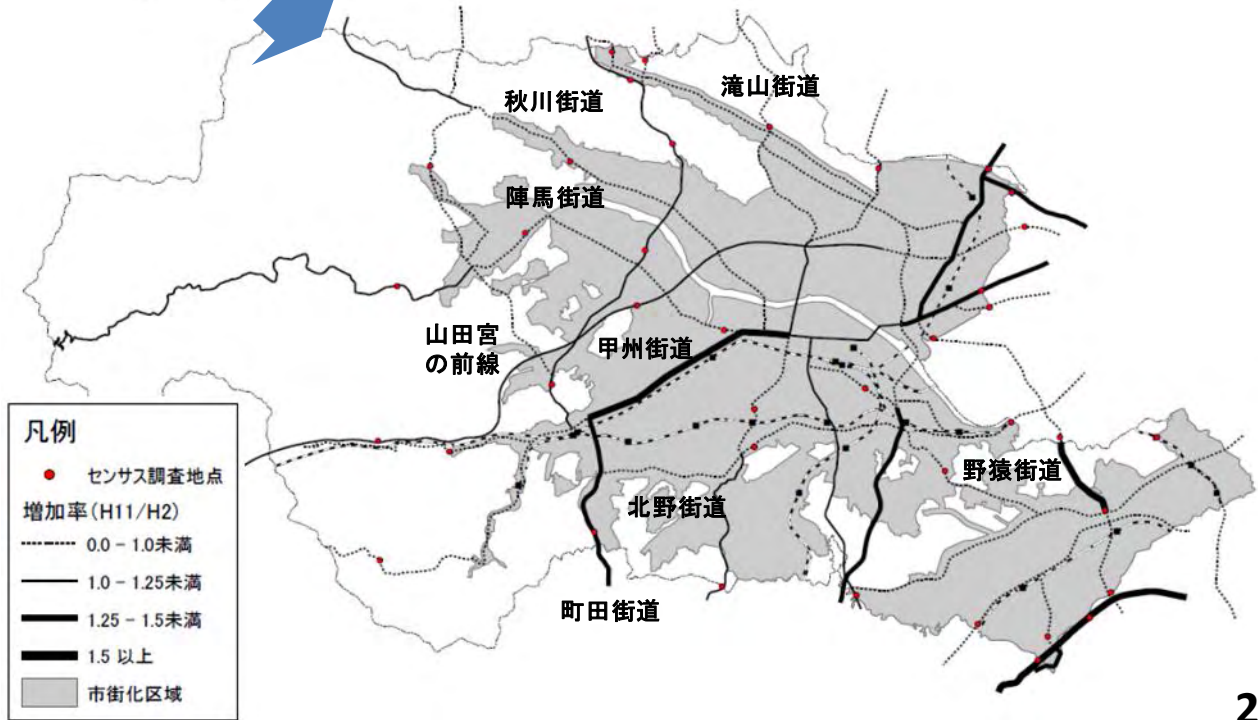 滝山街道
秋川街道
陣馬街道
山田宮
の前線
甲州街道
野猿街道
北野街道
町田街道
凡例
センサス調査地点
増加率(H11/H2)
0.0 - 1.0未満
1.0 - 1.25未満
1.25 - 1.5未満
1.5 以上
市街化区域
2